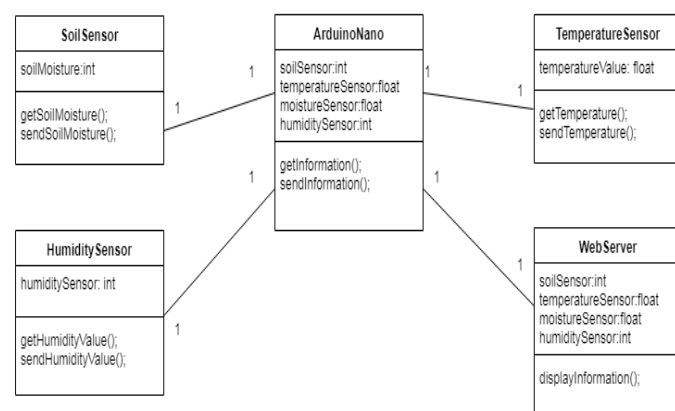 SoilSensor
soilMoisture:int
getSoilMoisture();
sendSoilMoisture();
1
1
ArduinoNano
soilSensor:int
temperatureSensor:float
moistureSensor:float
humiditySensor:int
getInformation();
sendInformation();
1
1
TemperatureSensor
temperatureValue: float
getTemperature();
sendTemperature();
HumiditySensor
humiditySensor: int
getHumidityValue();
sendHumidityValue();
1
1
1
1
WebServer
soilSensor:int
temperatureSensor:float
moistureSensor:float
humiditySensor:int
displayInformation();